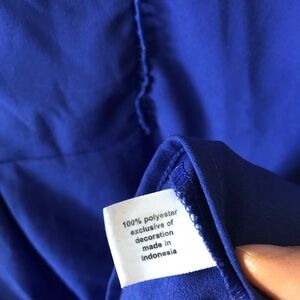 100% polyester
exclusive of
decoration
made in
indonesia